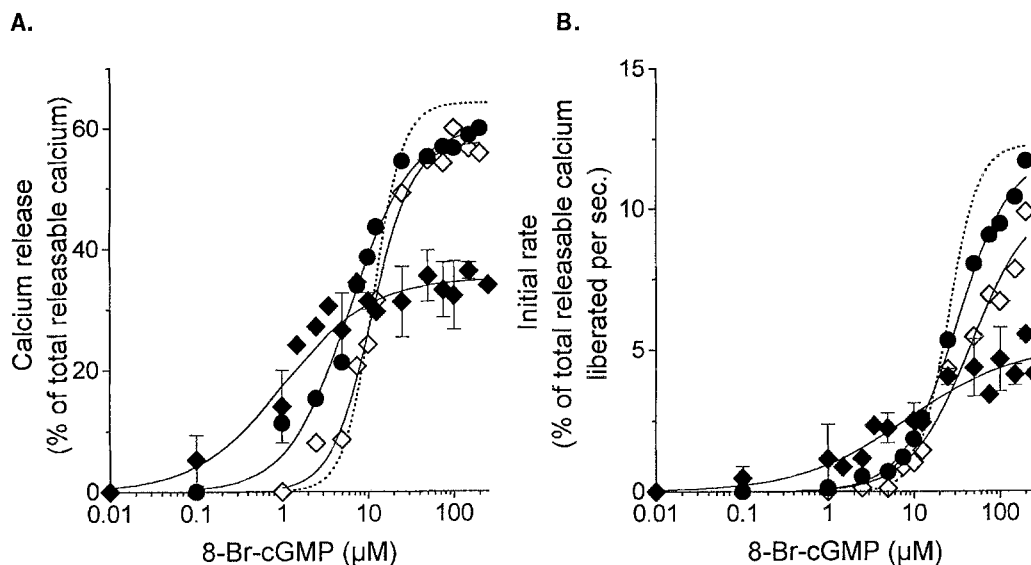 A.
Calcium release
(% of total releasable calcium)
60
40
20
0
0.01 0.1 1 10 100
8-Br-cGMP (µM)
B.
Initial rate
(% of total releasable calcium
liberated per sec.)
15
10
5
0
0.01 0.1 1 10 100
8-Br-cGMP (µM)